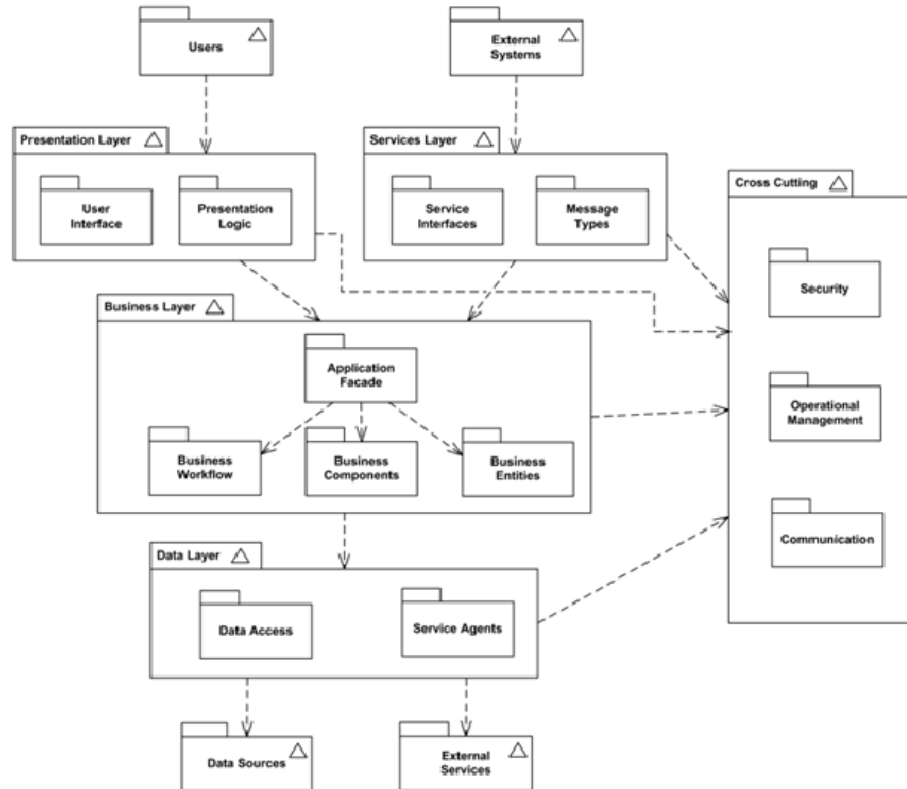 Users
External
Systems
Presentation Layer
Services Layer
Cross Cutting
User
Interface
Presentation
Logic
Service
Interfaces
Message
Types
Security
Business Layer
Application
Facade
Operational
Management
Business
Workflow
Business
Components
Business
Entities
Communication
Data Layer
Data Access
Service Agents
Data Sources
External
Services